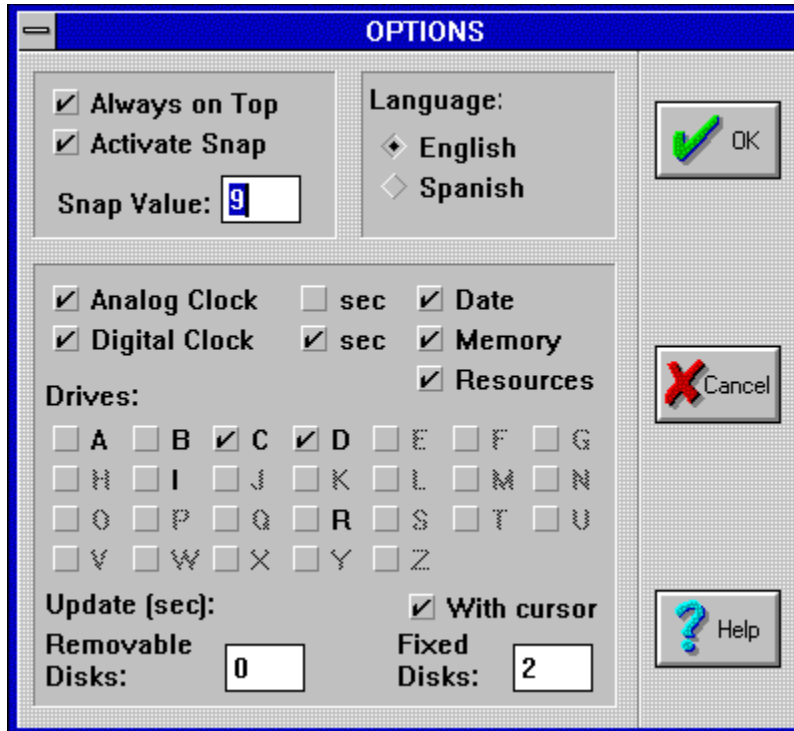 OPTIONS
Always on Top
Activate Snap
Snap Value: 9
Language:
English
Spanish
OK
Analog Clock sec Date
Digital Clock sec Memory
Resources
Cancel
Drives:
A B C D E F G
H I J K L M N
O P Q R S T U
V W X Y Z
Update (sec): With cursor
Removable Disks: 0
Fixed Disks: 2
Help